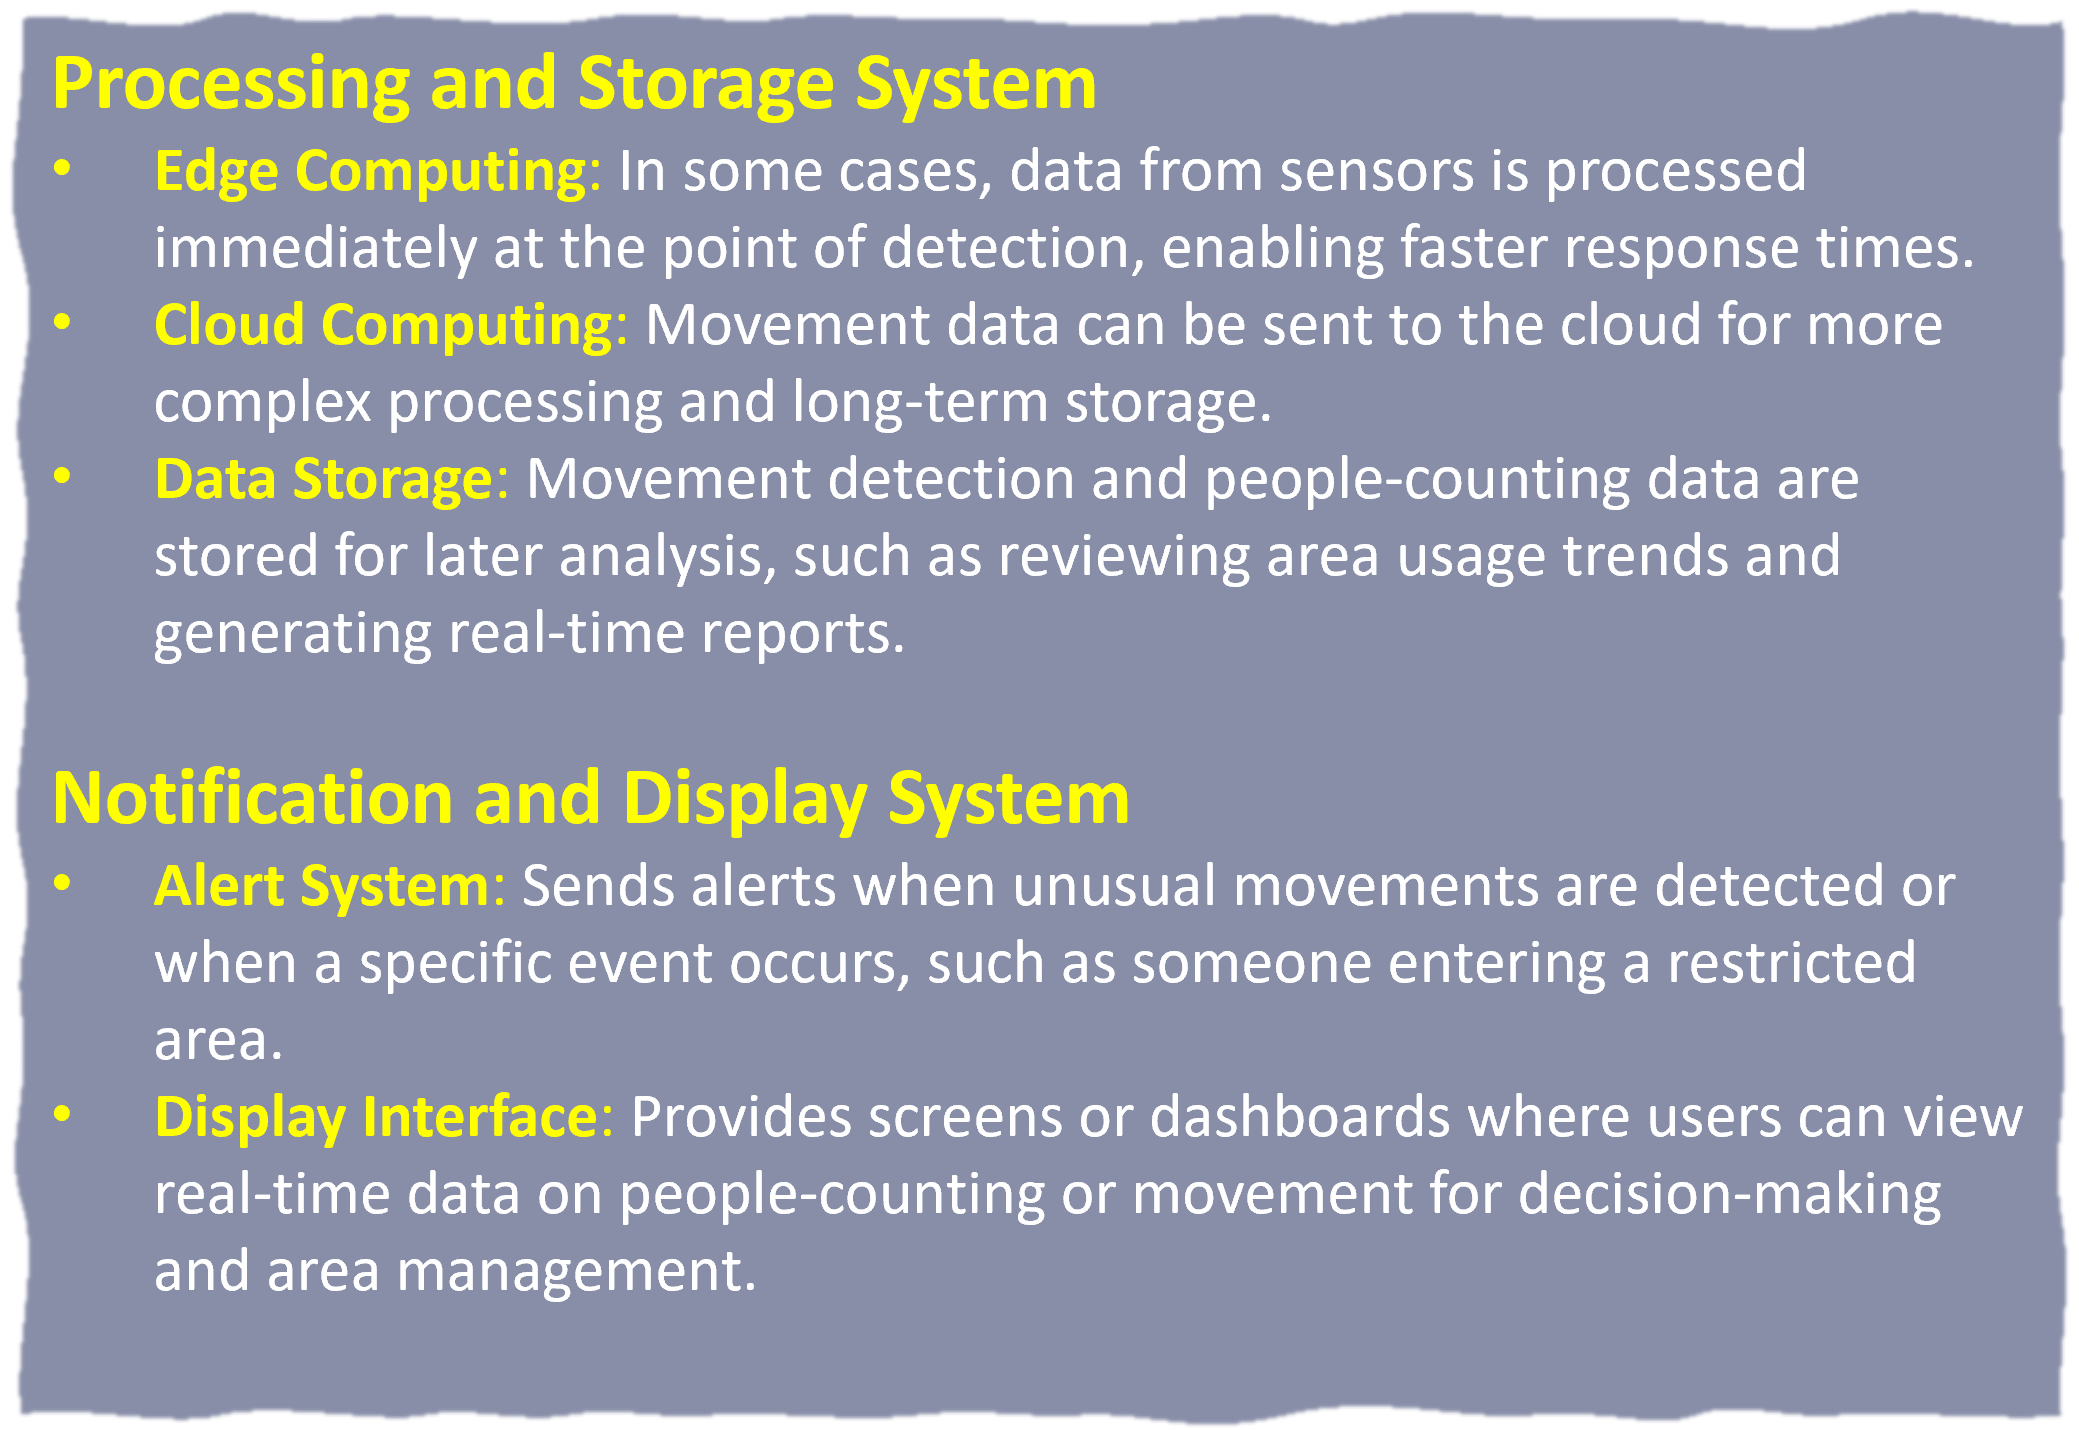 Processing and Storage System
• Edge Computing: In some cases, data from sensors is processed
immediately at the point of detection, enabling faster response times.
• Cloud Computing: Movement data can be sent to the cloud for more
complex processing and long-term storage.
• Data Storage: Movement detection and people-counting data are
stored for later analysis, such as reviewing area usage trends and
generating real-time reports.
Notification and Display System
• Alert System: Sends alerts when unusual movements are detected or
when a specific event occurs, such as someone entering a restricted
area.
• Display Interface: Provides screens or dashboards where users can view
real-time data on people-counting or movement for decision-making
and area management.